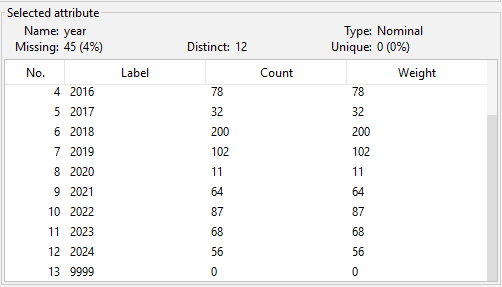 Selected attribute
Name: year Type: Nominal
Missing: 45 (4%) Distinct: 12 Unique: 0 (0%)
No. Label Count Weight
4 2016 78 78
5 2017 32 32
6 2018 200 200
7 2019 102 102
8 2020 11 11
9 2021 64 64
10 2022 87 87
11 2023 68 68
12 2024 56 56
13 9999 0 0